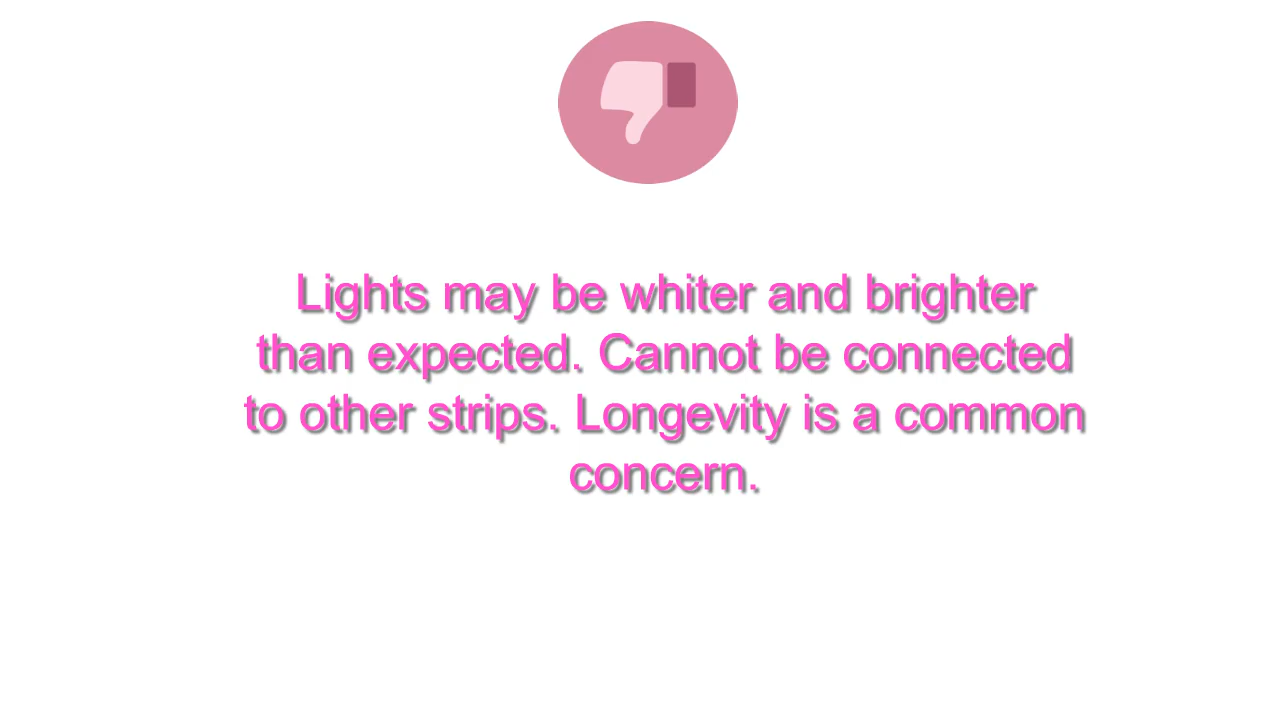 Lights may be whiter and brighter
than expected. Cannot be connected
to other strips. Longevity is a common
concern.